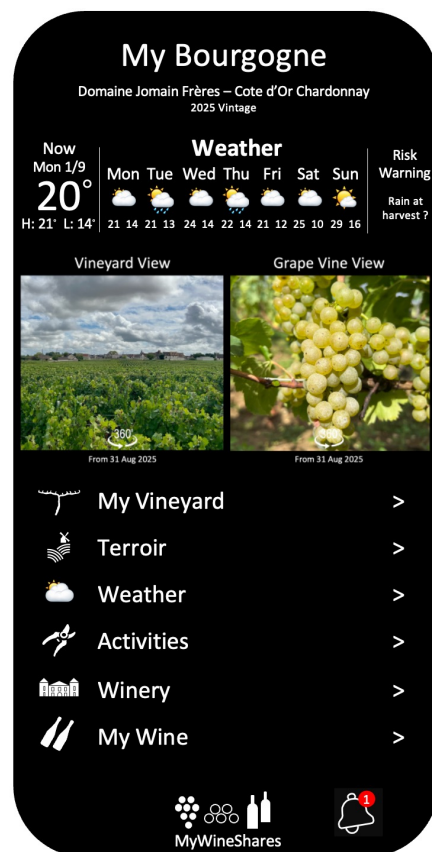 My Bourgogne
Domaine Jomain Frères – Cote d'Or Chardonnay
2025 Vintage
Now
Mon 1/9
20°
H: 21° L: 14°
Weather
Mon Tue Wed Thu Fri Sat Sun
21 14 21 13 24 14 22 14 21 12 25 10 29 16
Risk
Warning
Rain at
harvest ?
Vineyard View
Grape Vine View
360°
360°
From 31 Aug 2025
From 31 Aug 2025
My Vineyard >
Terroir >
Weather >
Activities >
Winery >
My Wine >
1
MyWineShares